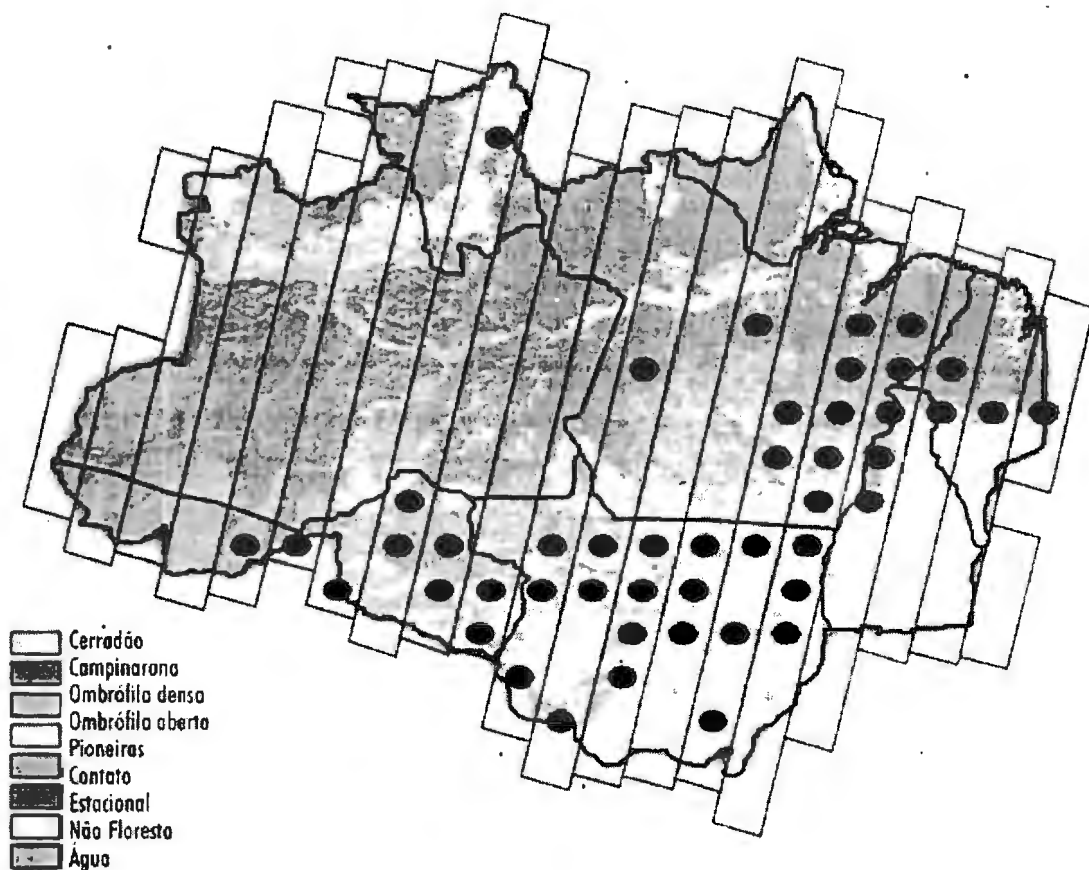 Cerradão
Campinarana
Ombrófila densa
Ombrófila aberta
Pioneiras
Contato
Estacional
Não Floresta
Água